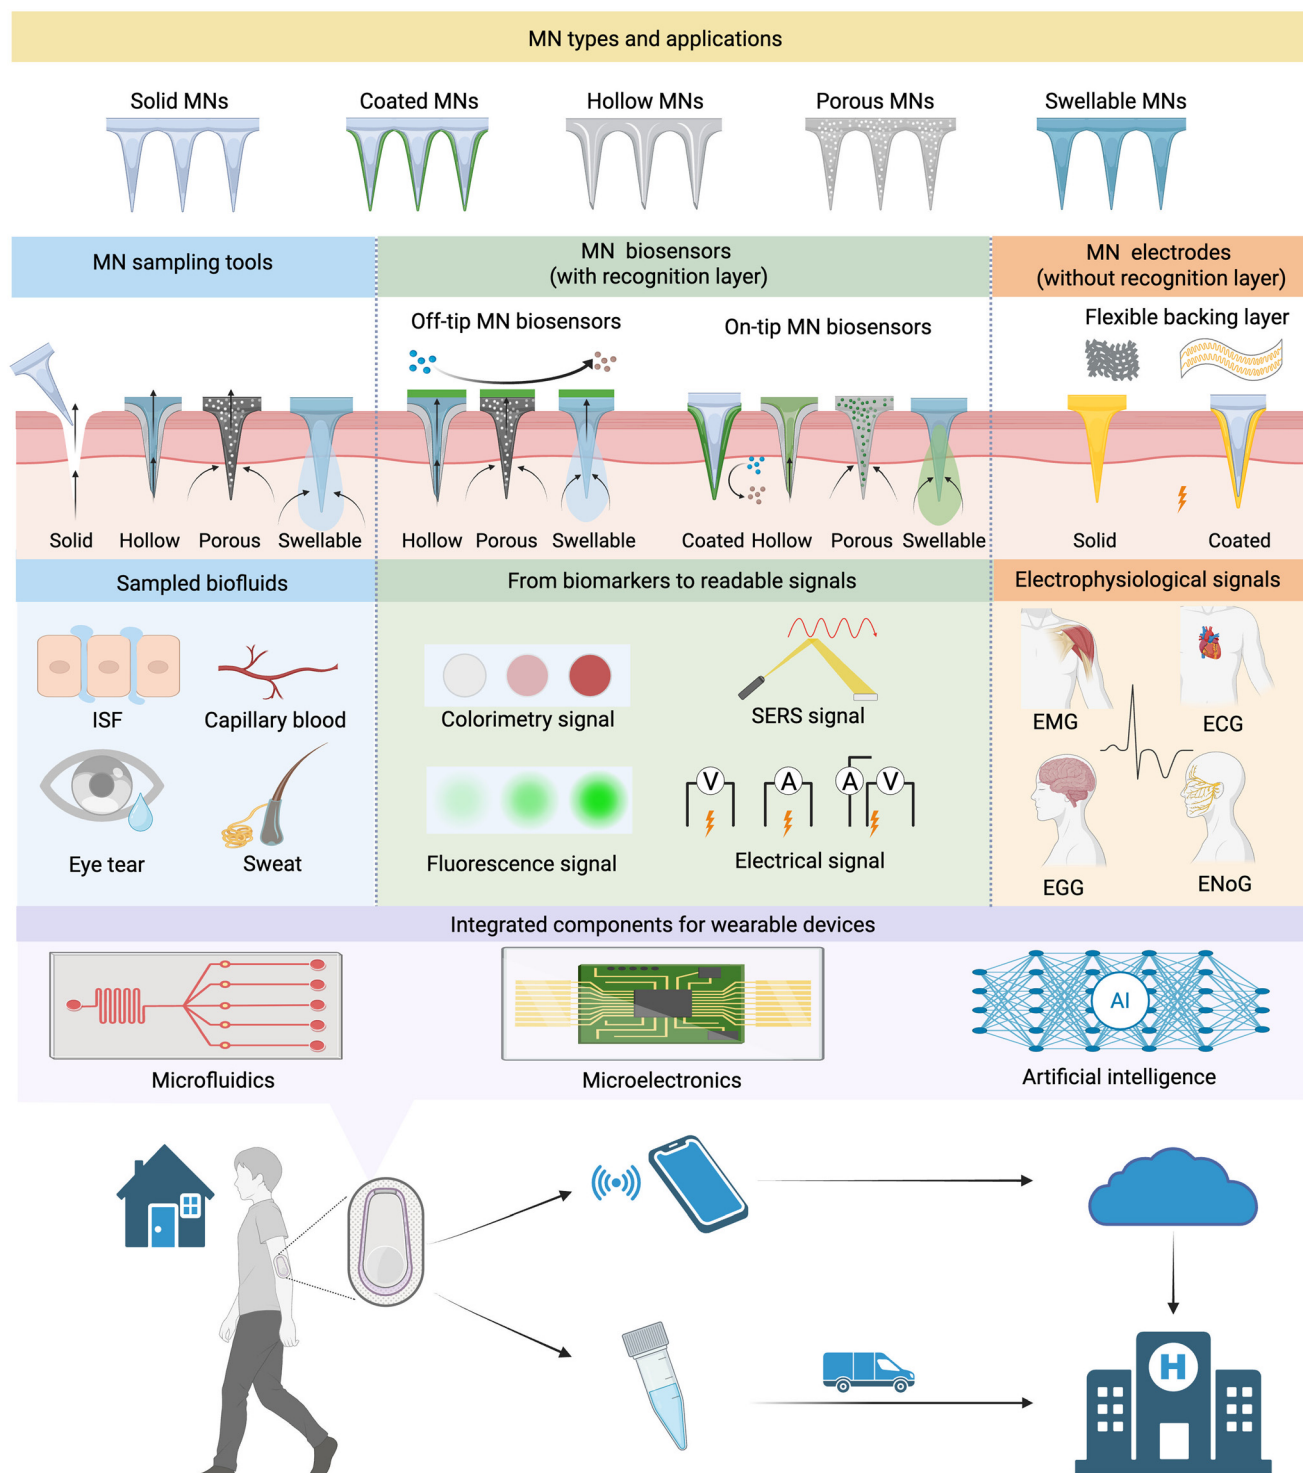 MN types and applications
Solid MNs
Coated MNs
Hollow MNs
Porous MNs
Swellable MNs
MN sampling tools
MN biosensors
(with recognition layer)
MN electrodes
(without recognition layer)
Off-tip MN biosensors
On-tip MN biosensors
Flexible backing layer
Solid
Hollow
Porous
Swellable
Hollow
Porous
Swellable
Coated
Hollow
Porous
Swellable
Solid
Coated
Sampled biofluids
From biomarkers to readable signals
Electrophysiological signals
ISF
Capillary blood
Eye tear
Sweat
Colorimetry signal
SERS signal
Fluorescence signal
V
A
A
V
Electrical signal
EMG
ECG
EGG
ENoG
Integrated components for wearable devices
Microfluidics
Microelectronics
AI
Artificial intelligence
H